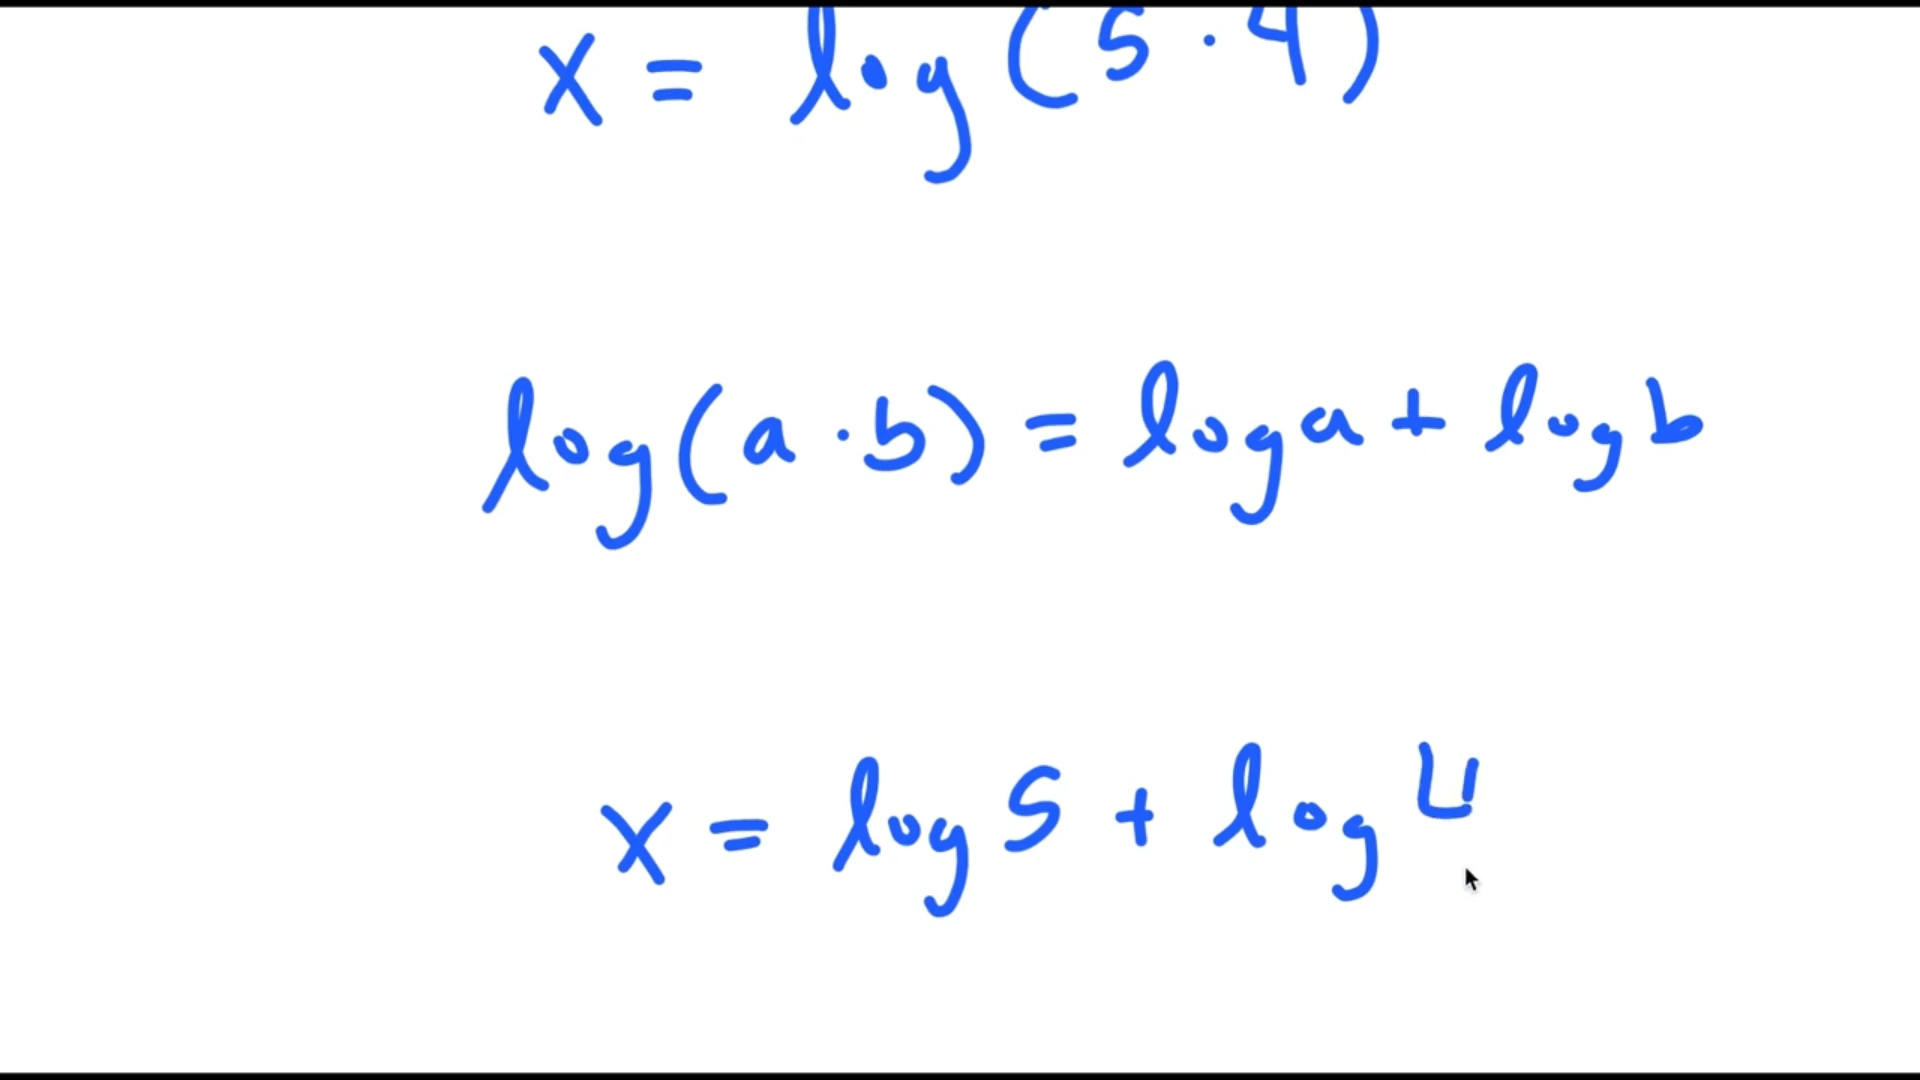 x = log(5 · 4)
log(a · b) = log a + log b
x = log 5 + log 4